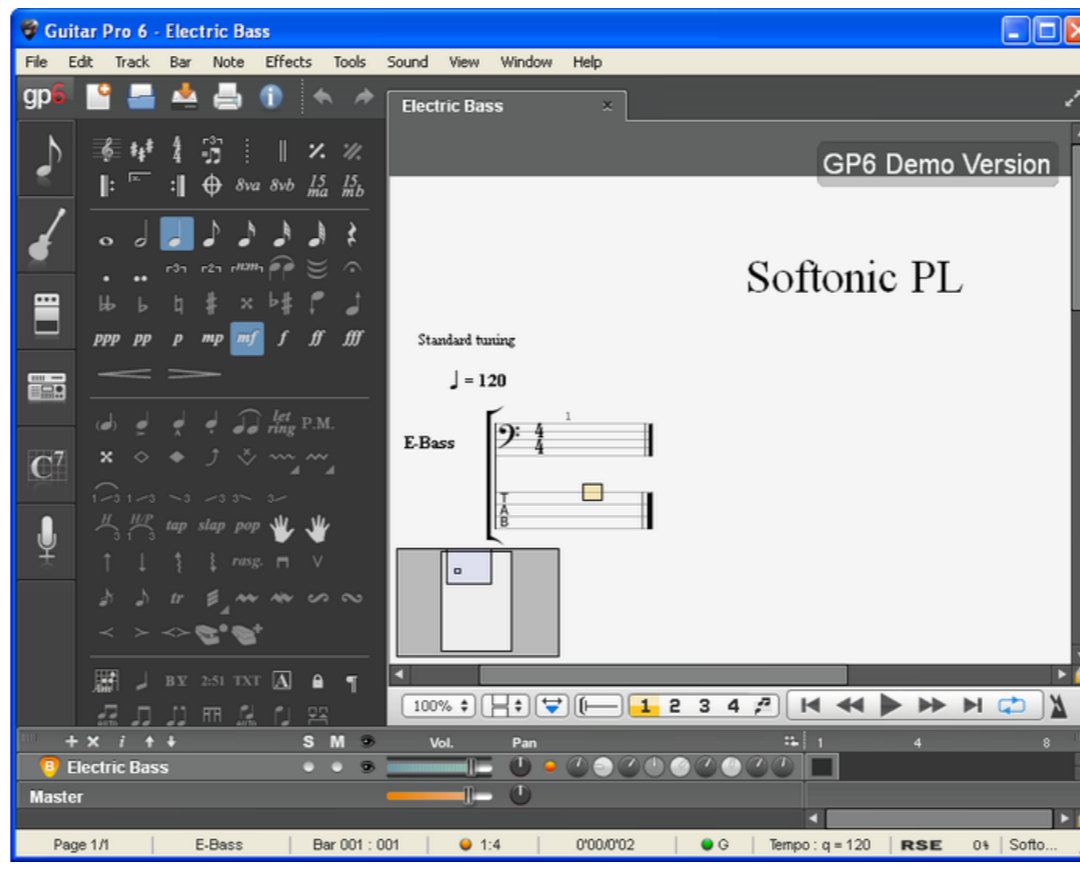 Guitar Pro 6 - Electric Bass
File Edit Track Bar Note Effects Tools Sound View Window Help
gp6
Electric Bass
GP6 Demo Version
8va 8vb 15 ma 15 mb
Softonic PL
ppp pp p mp mf f ff fff
Standard tuning
= 120
let ring P.M.
E-Bass
1
4
4
T
A
B
C7
H H/P tap slap pop
rasg.
tr
BY 2:51 TXT A
100% 1 2 3 4
S M Vol. Pan 1 4 8
Electric Bass
Master
Page 1/1 E-Bass Bar 001 : 001 1:4 0'00/0'02 G Tempo : q = 120 RSE 0% Softo...